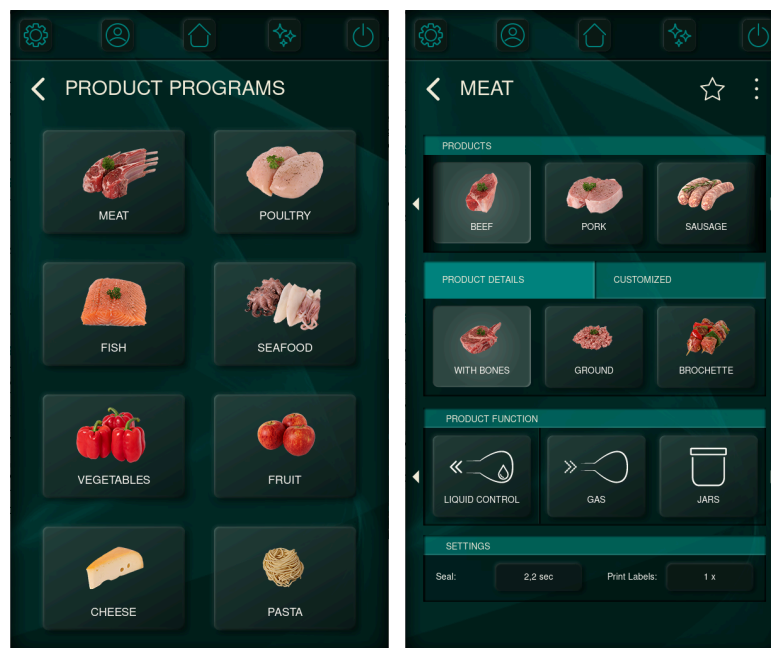 PRODUCT PROGRAMS
MEAT
POULTRY
FISH
SEAFOOD
VEGETABLES
FRUIT
CHEESE
PASTA
MEAT
PRODUCTS
BEEF
PORK
SAUSAGE
PRODUCT DETAILS
CUSTOMIZED
WITH BONES
GROUND
BROCHETTE
PRODUCT FUNCTION
LIQUID CONTROL
GAS
JARS
SETTINGS
Seal: 2,2 sec Print Labels: 1 x